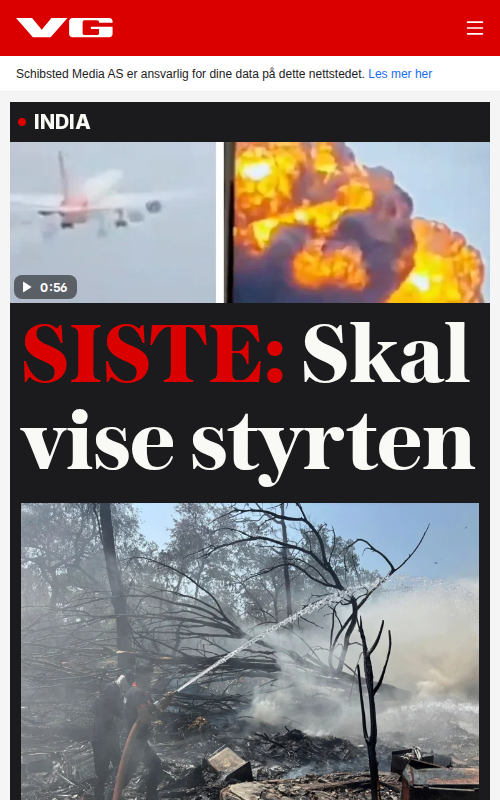 VG
Schibsted Media AS er ansvarlig for dine data på dette nettstedet. Les mer her
INDIA
0:56
SISTE: Skal
vise styrten